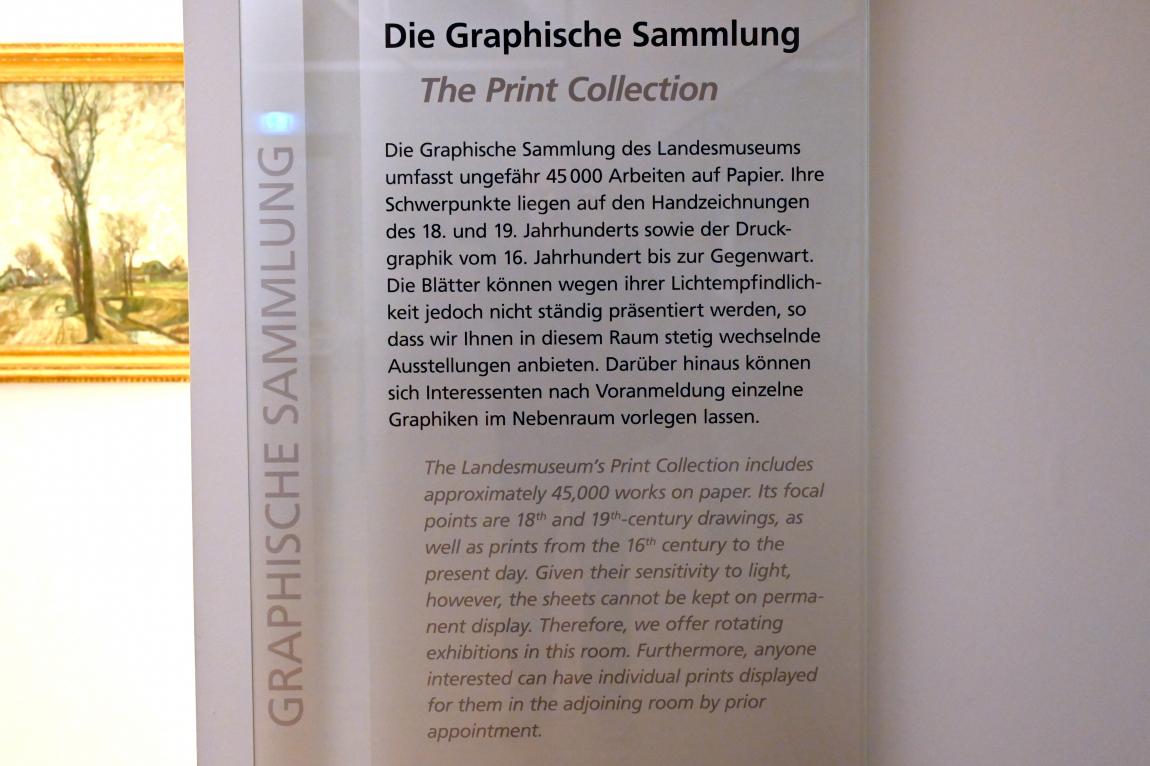 GRAPHISCHE SAMMLUNG
Die Graphische Sammlung
The Print Collection
Die Graphische Sammlung des Landesmuseums
umfasst ungefähr 45 000 Arbeiten auf Papier. Ihre
Schwerpunkte liegen auf den Handzeichnungen
des 18. und 19. Jahrhunderts sowie der Druck-
graphik vom 16. Jahrhundert bis zur Gegenwart.
Die Blätter können wegen ihrer Lichtempfindlich-
keit jedoch nicht ständig präsentiert werden, so
dass wir Ihnen in diesem Raum stetig wechselnde
Ausstellungen anbieten. Darüber hinaus können
sich Interessenten nach Voranmeldung einzelne
Graphiken im Nebenraum vorlegen lassen.
The Landesmuseum's Print Collection includes
approximately 45,000 works on paper. Its focal
points are 18th and 19th-century drawings, as
well as prints from the 16th century to the
present day. Given their sensitivity to light,
however, the sheets cannot be kept on perma-
nent display. Therefore, we offer rotating
exhibitions in this room. Furthermore, anyone
interested can have individual prints displayed
for them in the adjoining room by prior
appointment.